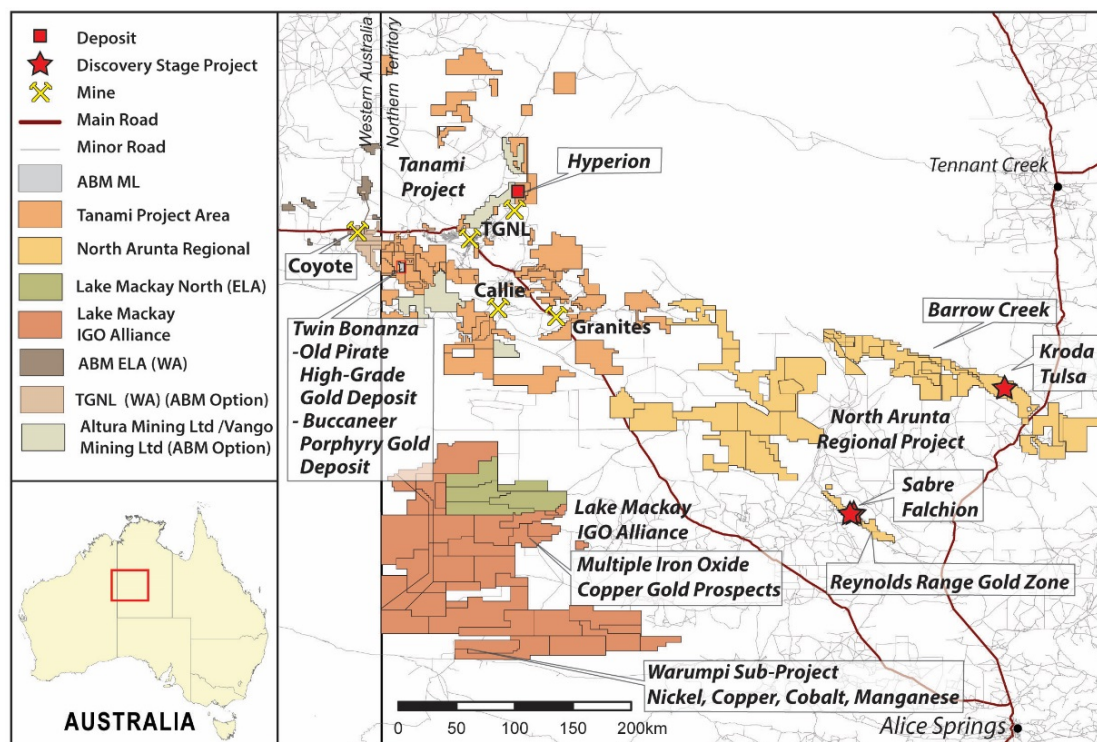 Deposit
Discovery Stage Project
Mine
Main Road
Minor Road
ABM ML
Tanami Project Area
North Arunta Regional
Lake Mackay North (ELA)
Lake Mackay
IGO Alliance
ABM ELA (WA)
TGNL (WA) (ABM Option)
Altura Mining Ltd /Vango
Mining Ltd (ABM Option)
AUSTRALIA
Western Australia
Northern Territory
Tanami
Project
Hyperion
Tennant Creek
TGNL
Coyote
Callie
Granites
Twin Bonanza
-Old Pirate
High-Grade
Gold Deposit
- Buccaneer
Porphyry Gold
Deposit
Barrow Creek
Kroda
Tulsa
North Arunta
Regional Project
Sabre
Falchion
Reynolds Range Gold Zone
Lake Mackay
IGO Alliance
Multiple Iron Oxide
Copper Gold Prospects
Warumpi Sub-Project
Nickel, Copper, Cobalt, Manganese
0 50 100 150 200km
Alice Springs